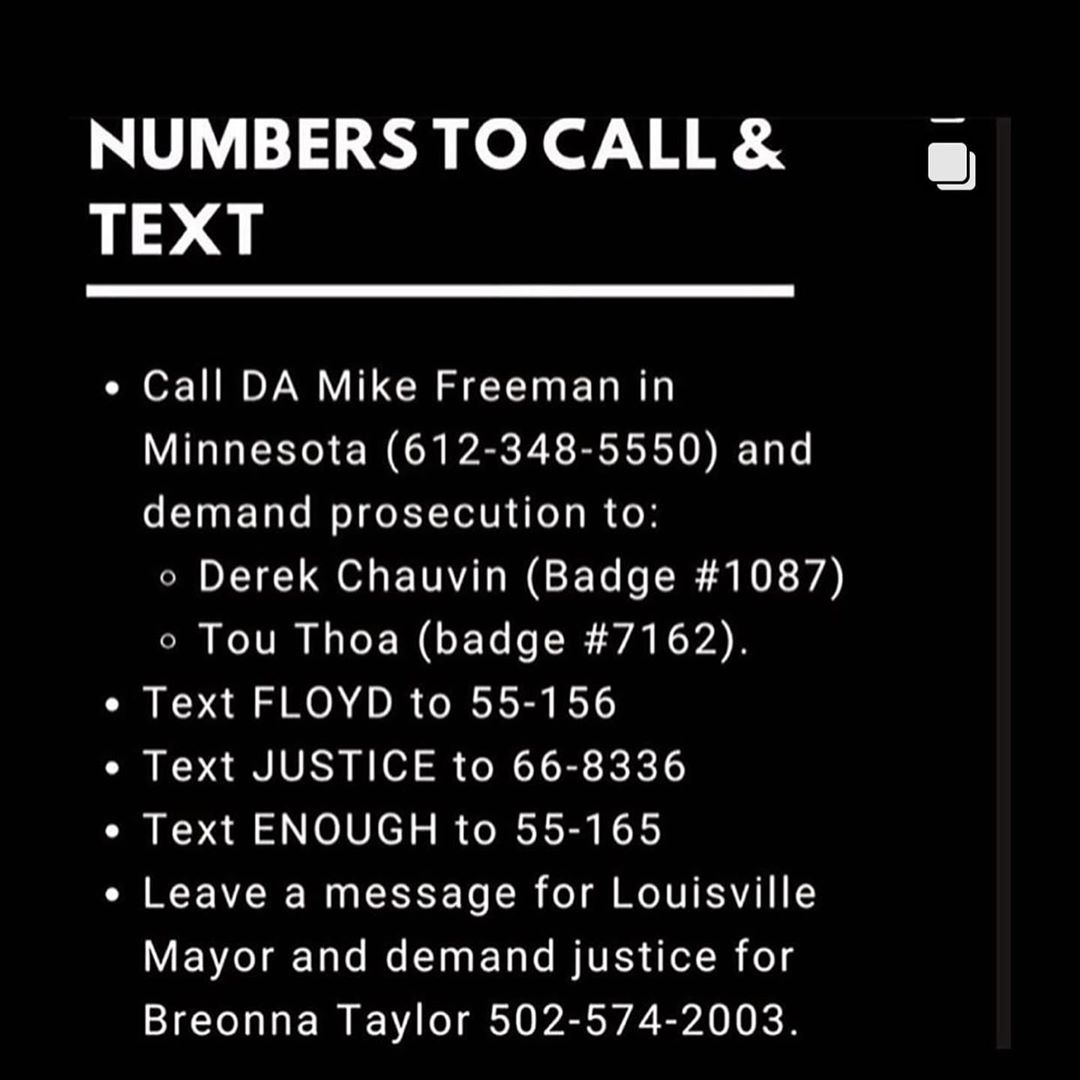 NUMBERS TO CALL &
TEXT
• Call DA Mike Freeman in
Minnesota (612-348-5550) and
demand prosecution to:
○ Derek Chauvin (Badge #1087)
○ Tou Thoa (badge #7162).
• Text FLOYD to 55-156
• Text JUSTICE to 66-8336
• Text ENOUGH to 55-165
• Leave a message for Louisville
Mayor and demand justice for
Breonna Taylor 502-574-2003.